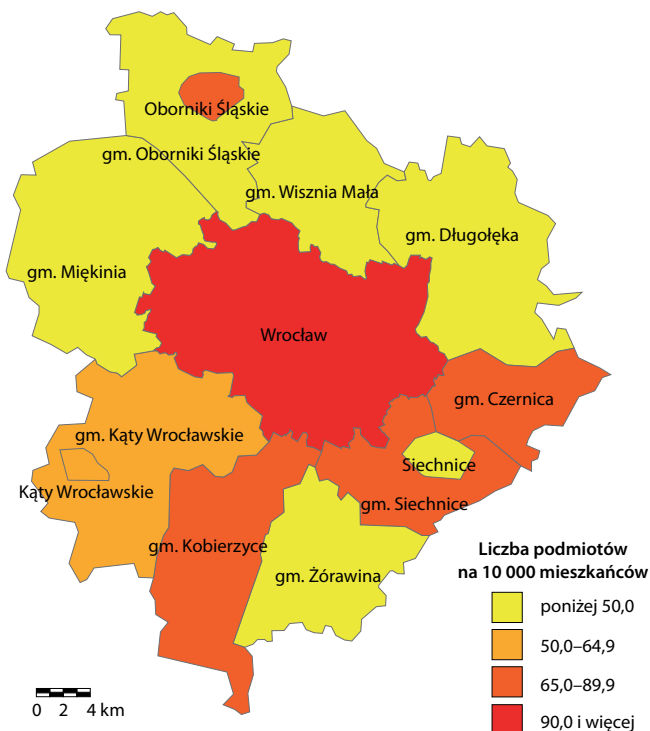 Oborniki Śląskie
gm. Oborniki Śląskie
gm. Wisznia Mała
gm. Długołęka
gm. Miękinia
Wrocław
gm. Czernica
gm. Kąty Wrocławskie
Siechnice
Kąty Wrocławskie
gm. Siechnice
gm. Kobierzyce
gm. Żórawina
Liczba podmiotów
na 10 000 mieszkańców
poniżej 50,0
50,0–64,9
65,0–89,9
90,0 i więcej
0 2 4 km